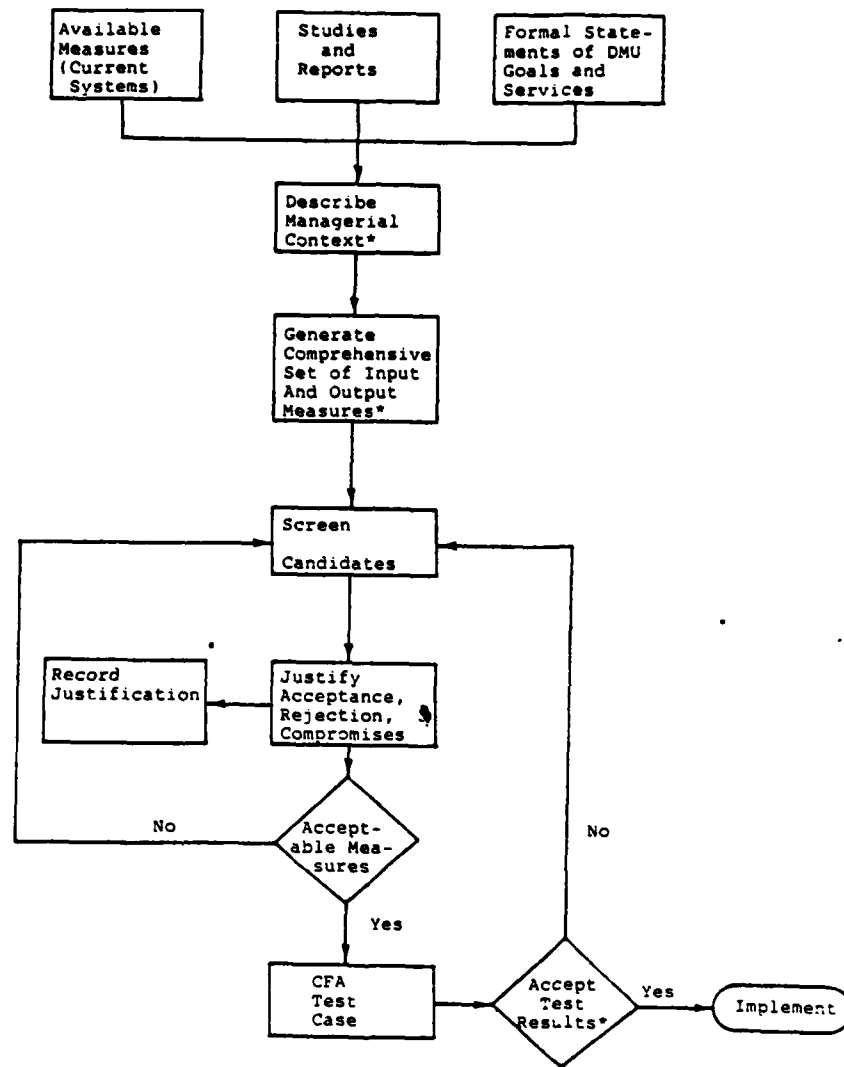 Available
Measures
(Current
Systems)
Studies
and
Reports
Formal State-
ments of DMU
Goals and
Services
Describe
Managerial
Context*
Generate
Comprehensive
Set of Input
And Output
Measures*
Screen
Candidates
Record
Justification
Justify
Acceptance,
Rejection,
Compromises
No
Accept-
able Mea-
sures
No
Yes
CFA
Test
Case
Accept
Test
Results*
Yes
Implement